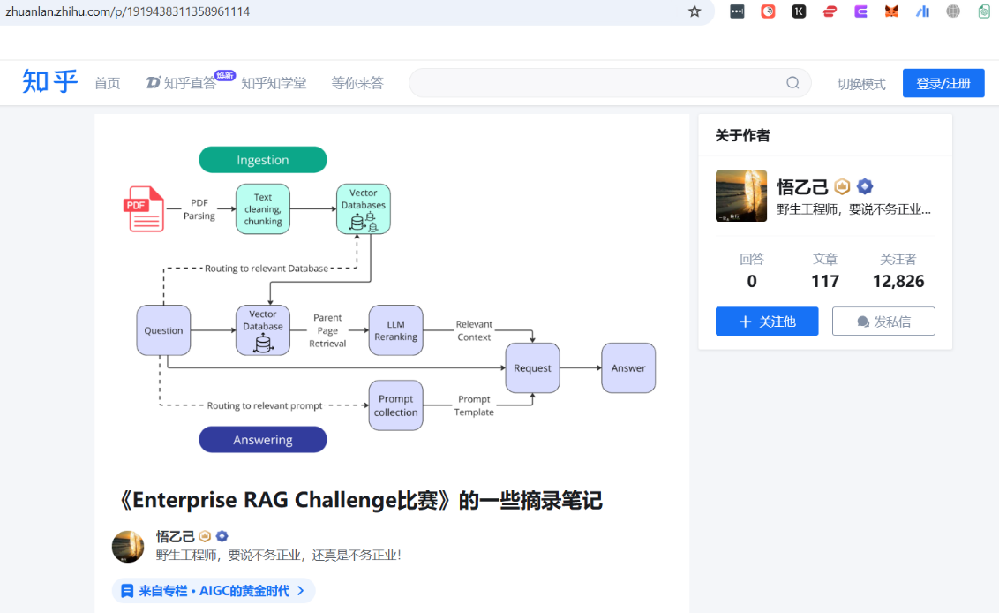 zhuanlan.zhihu.com/p/1919438311358961114
知乎
首页
知乎直答
焕新
知乎知学堂
等你来答
切换模式
登录/注册
Ingestion
PDF
PDF
Parsing
Text
cleaning,
chunking
Vector
Databases
Routing to relevant Database
Question
Vector
Database
Parent
Page
Retrieval
LLM
Reranking
Relevant
Context
Request
Answer
Routing to relevant prompt
Prompt
collection
Prompt
Template
Answering
《Enterprise RAG Challenge比赛》的一些摘录笔记
悟乙己
野生工程师，要说不务正业，还真是不务正业！
来自专栏・AIGC的黄金时代
关于作者
悟乙己
野生工程师，要说不务正业...
回答
0
文章
117
关注者
12,826
关注他
发私信